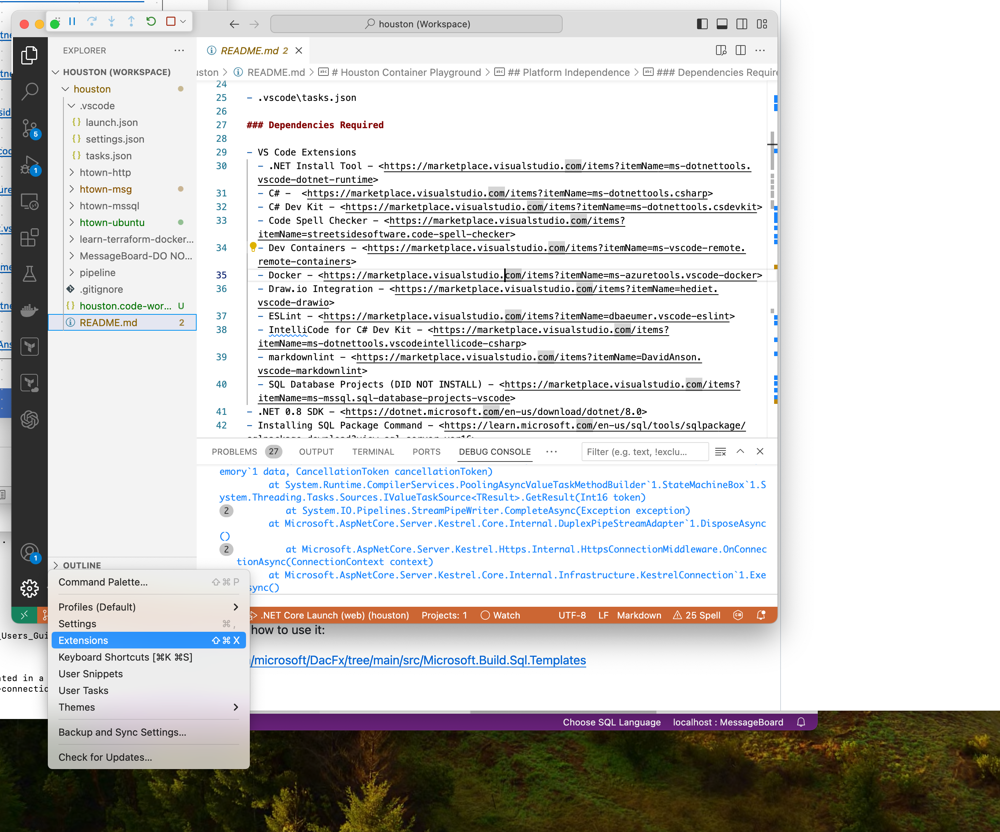 houston (Workspace)
EXPLORER
HOUSTON (WORKSPACE)
houston
.vscode
launch.json
settings.json
tasks.json
htown-http
htown-msg
htown-mssql
htown-ubuntu
learn-terraform-docker...
MessageBoard-DO NO...
pipeline
.gitignore
houston.code-wor... U
README.md 2
OUTLINE
5
1
1
README.md 2
uston > README.md > # Houston Container Playground > ## Platform Independence > ### Dependencies Require
24
25 - .vscode\tasks.json
26
27 ### Dependencies Required
28
29 - VS Code Extensions
30 - .NET Install Tool - <https://marketplace.visualstudio.com/items?itemName=ms-dotnettools.
vscode-dotnet-runtime>
31 - C# -  <https://marketplace.visualstudio.com/items?itemName=ms-dotnettools.csharp>
32 - C# Dev Kit - <https://marketplace.visualstudio.com/items?itemName=ms-dotnettools.csdevkit>
33 - Code Spell Checker - <https://marketplace.visualstudio.com/items?
itemName=streetsidesoftware.code-spell-checker>
34 - Dev Containers - <https://marketplace.visualstudio.com/items?itemName=ms-vscode-remote.
remote-containers>
35 - Docker - <https://marketplace.visualstudio.com/items?itemName=ms-azuretools.vscode-docker>
36 - Draw.io Integration - <https://marketplace.visualstudio.com/items?itemName=hediet.
vscode-drawio>
37 - ESLint - <https://marketplace.visualstudio.com/items?itemName=dbaeumer.vscode-eslint>
38 - IntelliCode for C# Dev Kit - <https://marketplace.visualstudio.com/items?
itemName=ms-dotnettools.vscodeintellicode-csharp>
39 - markdownlint - <https://marketplace.visualstudio.com/items?itemName=DavidAnson.
vscode-markdownlint>
40 - SQL Database Projects (DID NOT INSTALL) - <https://marketplace.visualstudio.com/items?
itemName=ms-mssql.sql-database-projects-vscode>
41 - .NET 0.8 SDK - <https://dotnet.microsoft.com/en-us/download/dotnet/8.0>
42 - Installing SQL Package Command - <https://learn.microsoft.com/en-us/sql/tools/sqlpackage/
PROBLEMS 27 OUTPUT TERMINAL PORTS DEBUG CONSOLE ··· Filter (e.g. text, !exclu...
emory`1 data, CancellationToken cancellationToken)
at System.Runtime.CompilerServices.PoolingAsyncValueTaskMethodBuilder`1.StateMachineBox`1.S
ystem.Threading.Tasks.Sources.IValueTaskSource<TResult>.GetResult(Int16 token)
2 at System.IO.Pipelines.StreamPipeWriter.CompleteAsync(Exception exception)
at Microsoft.AspNetCore.Server.Kestrel.Core.Internal.DuplexPipeStreamAdapter`1.DisposeAsync
()
2 at Microsoft.AspNetCore.Server.Kestrel.Https.Internal.HttpsConnectionMiddleware.OnConnec
tionAsync(ConnectionContext context)
at Microsoft.AspNetCore.Server.Kestrel.Core.Internal.Infrastructure.KestrelConnection`1.Exe
sync()
.NET Core Launch (web) (houston) Projects: 1 Watch UTF-8 LF Markdown 25 Spell
Command Palette... ⇧⌘P
Profiles (Default)
Settings ⌘,
Extensions ⇧⌘X
Keyboard Shortcuts [⌘K ⌘S]
User Snippets
User Tasks
Themes
Backup and Sync Settings...
Check for Updates...
_Users_Gui
how to use it:
/microsoft/DacFx/tree/main/src/Microsoft.Build.Sql.Templates
ated in a
-connectio
Choose SQL Language localhost : MessageBoard